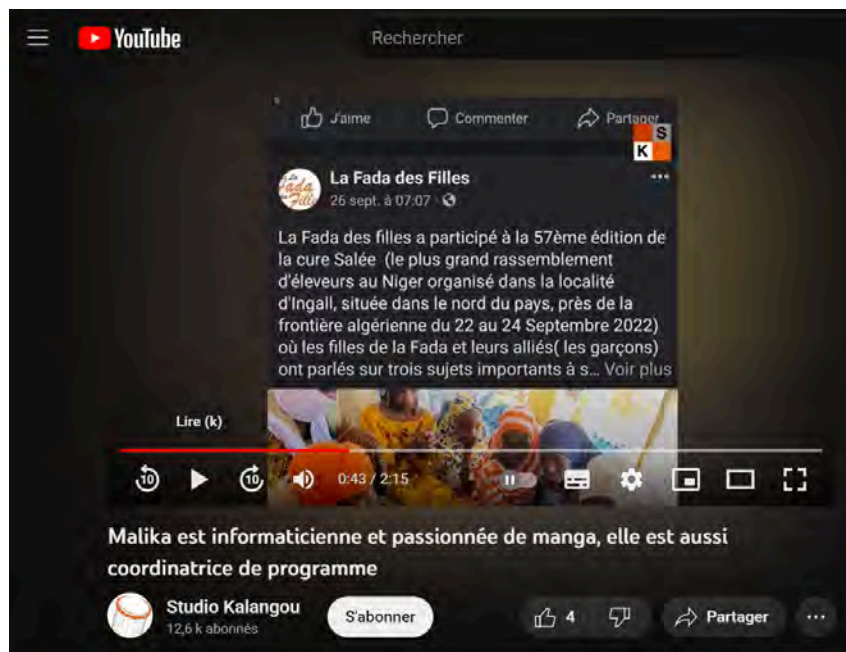 YouTube
Rechercher
J'aime
Commenter
Partager
S
K
La Fada des Filles
26 sept. à 07:07
La Fada des filles a participé à la 57ème édition de
la cure Salée (le plus grand rassemblement
d'éleveurs au Niger organisé dans la localité
d'Ingall, située dans le nord du pays, près de la
frontière algérienne du 22 au 24 Septembre 2022)
où les filles de la Fada et leurs alliés( les garçons)
ont parlés sur trois sujets importants à s... Voir plus
Lire (k)
10
10
0:43 / 2:15
Malika est informaticienne et passionnée de manga, elle est aussi
coordinatrice de programme
Studio Kalangou
12,6 k abonnés
S'abonner
4
Partager